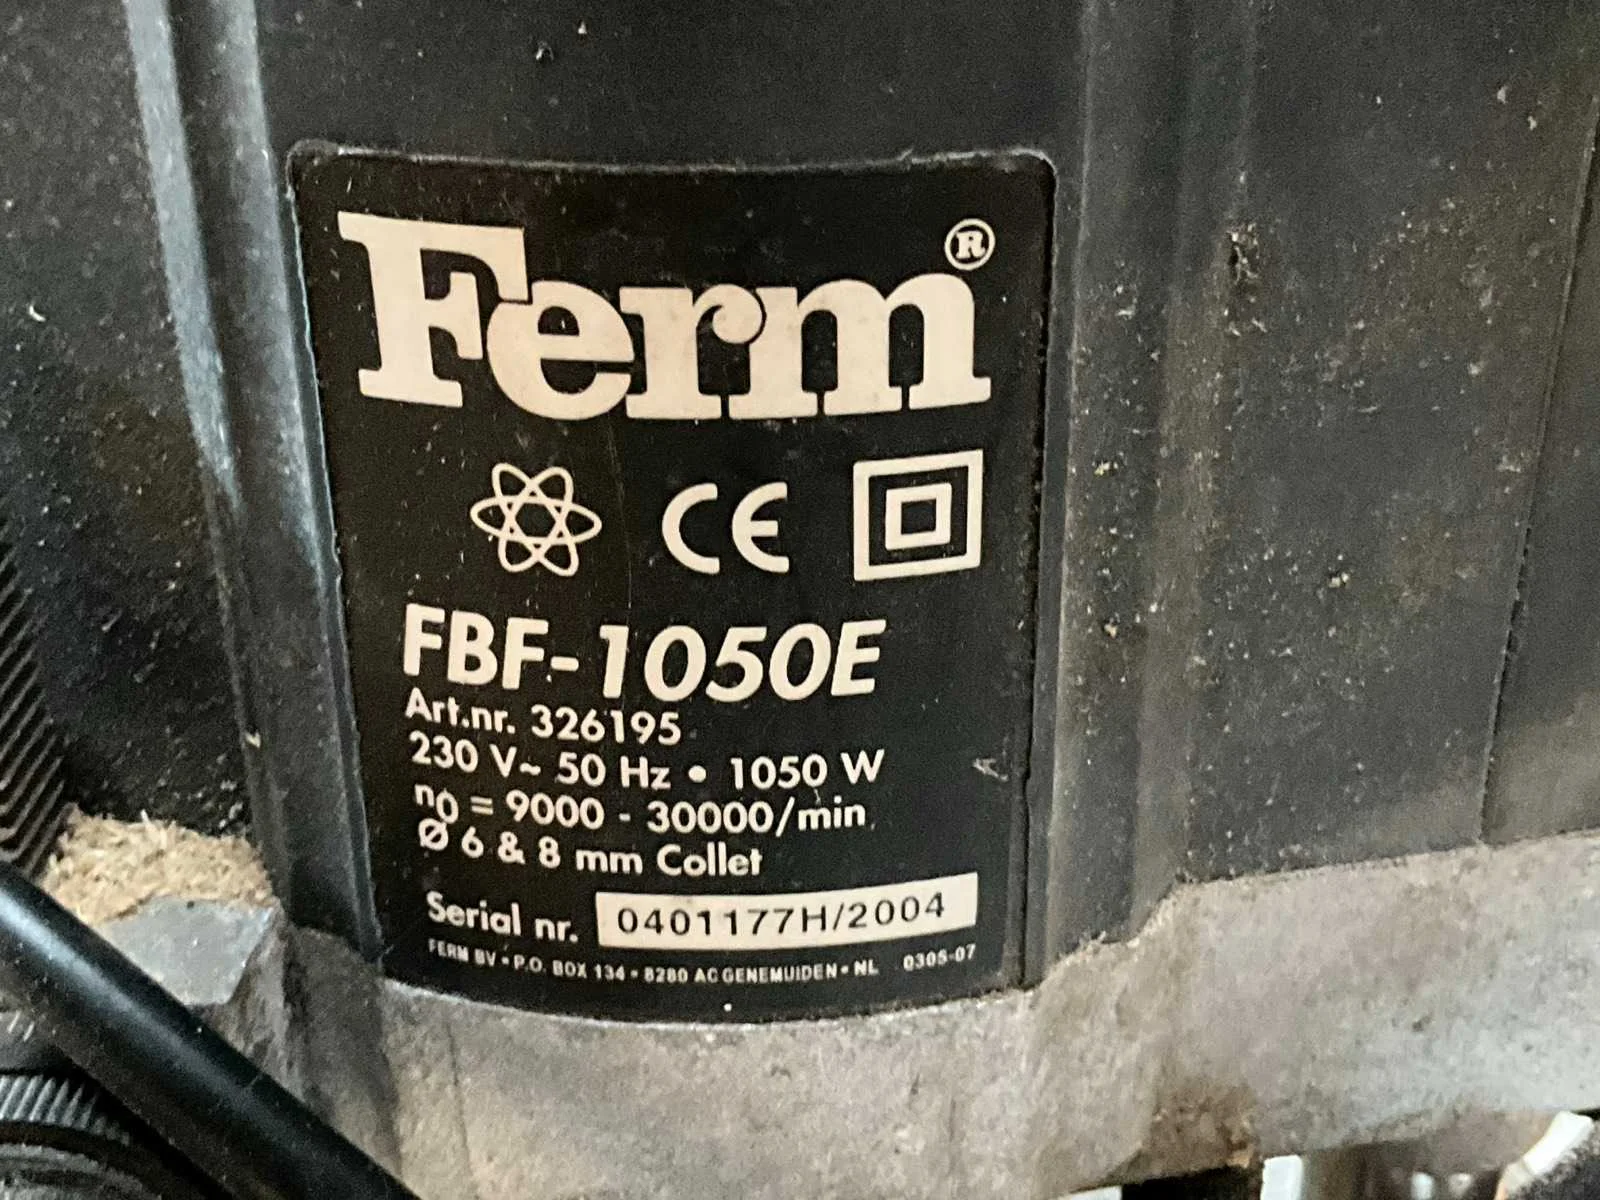 Ferm®
CE
FBF-1050E
Art.nr. 326195
230 V~ 50 Hz • 1050 W
n0 = 9000 - 30000/min
Ø 6 & 8 mm Collet
Serial nr. 0401177H/2004
FERM BV • P.O. BOX 134 • 8280 AC GENEMUIDEN • NL 0305-07